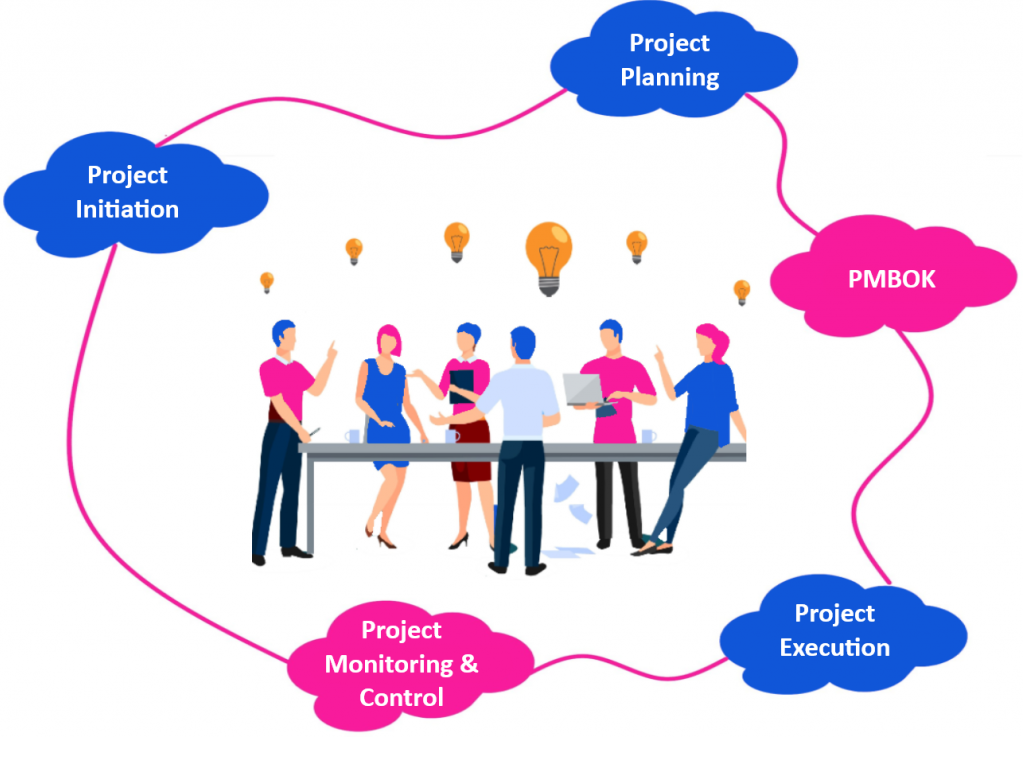 Project
Planning
Project
Initiation
PMBOK
Project
Execution
Project
Monitoring &
Control